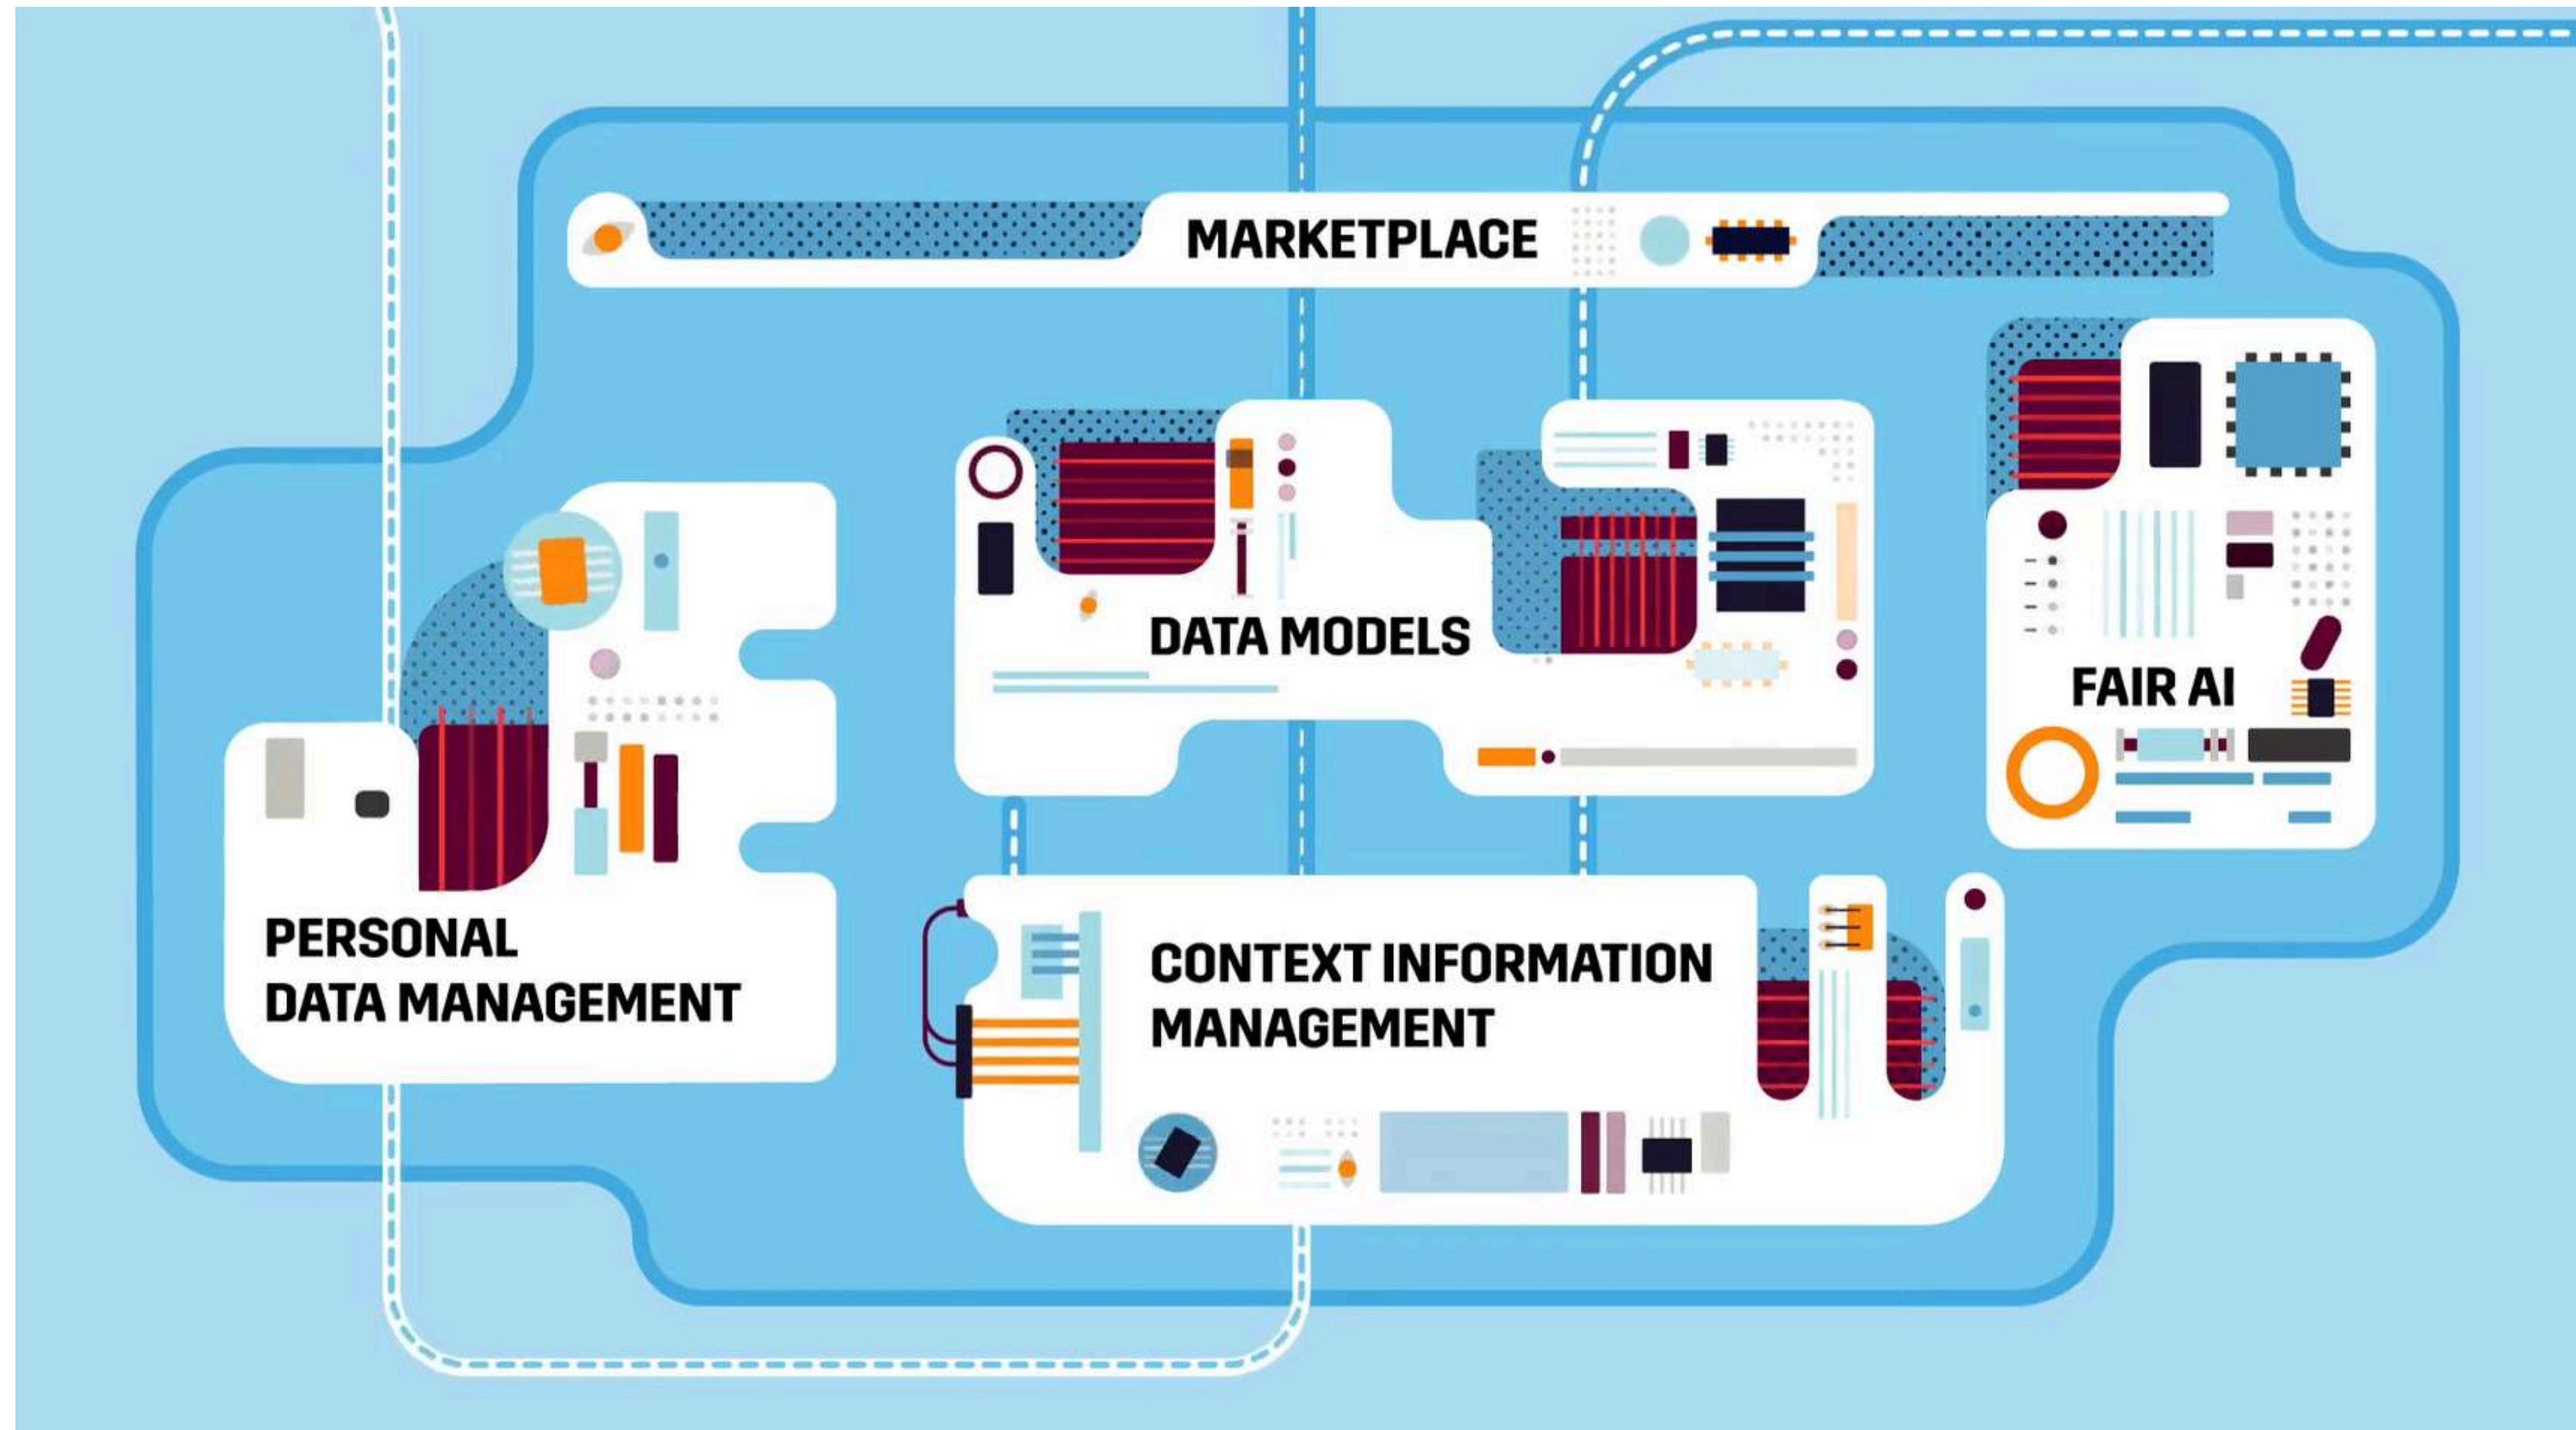 MARKETPLACE
DATA MODELS
FAIR AI
PERSONAL
DATA MANAGEMENT
CONTEXT INFORMATION
MANAGEMENT